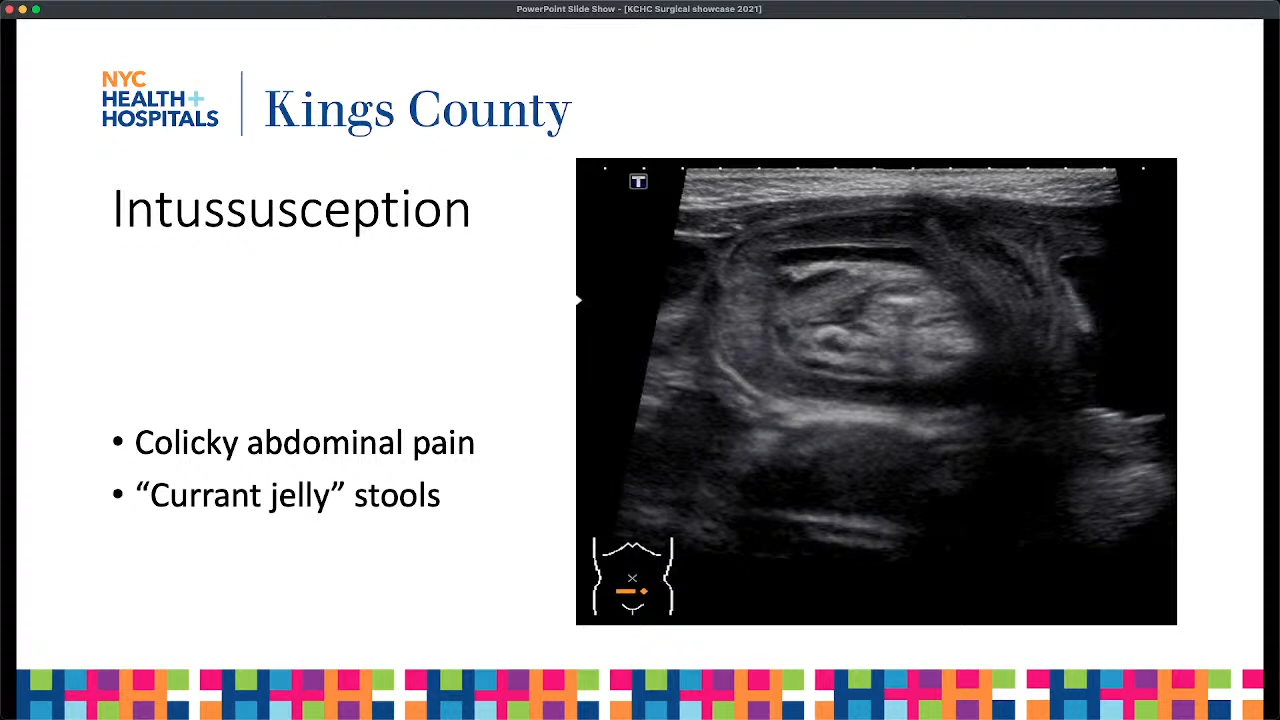 PowerPoint Slide Show - [KCHC Surgical showcase 2021]
NYC
HEALTH+
HOSPITALS
Kings County
Intussusception
T
• Colicky abdominal pain
• “Currant jelly” stools